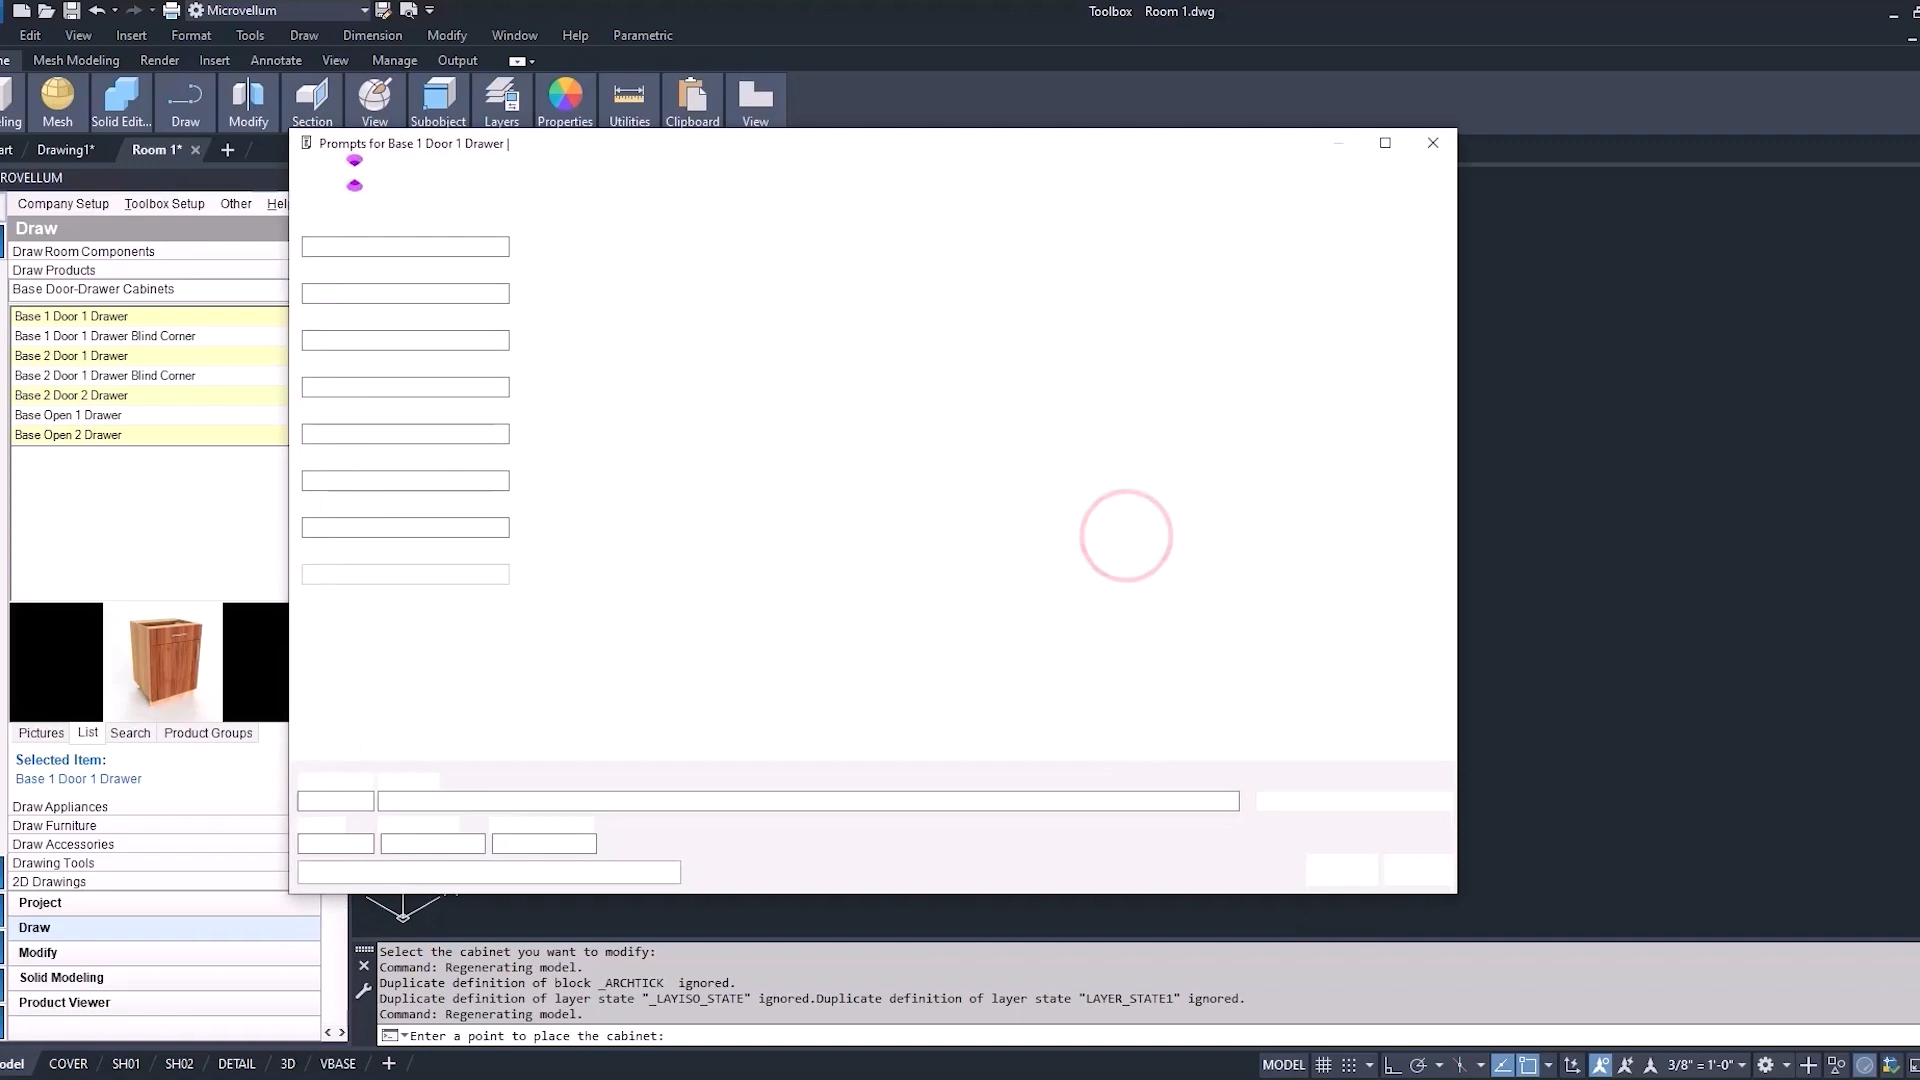 Microvellum
Toolbox Room 1.dwg
Edit View Insert Format Tools Draw Dimension Modify Window Help Parametric
Mesh Modeling Render Insert Annotate View Manage Output
Mesh Solid Edit... Draw Modify Section View Subobject Layers Properties Utilities Clipboard View
Drawing1* Room 1*
Prompts for Base 1 Door 1 Drawer |
Company Setup Toolbox Setup Other Help
Draw
Draw Room Components
Draw Products
Base Door-Drawer Cabinets
Base 1 Door 1 Drawer
Base 1 Door 1 Drawer Blind Corner
Base 2 Door 1 Drawer
Base 2 Door 1 Drawer Blind Corner
Base 2 Door 2 Drawer
Base Open 1 Drawer
Base Open 2 Drawer
Pictures List Search Product Groups
Selected Item:
Base 1 Door 1 Drawer
Draw Appliances
Draw Furniture
Draw Accessories
Drawing Tools
2D Drawings
Project
Draw
Modify
Solid Modeling
Product Viewer
Select the cabinet you want to modify:
Command: Regenerating model.
Duplicate definition of block _ARCHTICK ignored.
Duplicate definition of layer state "_LAYISO_STATE" ignored.Duplicate definition of layer state "LAYER_STATE1" ignored.
Command: Regenerating model.
Enter a point to place the cabinet:
COVER SH01 SH02 DETAIL 3D VBASE
MODEL 3/8" = 1'-0"